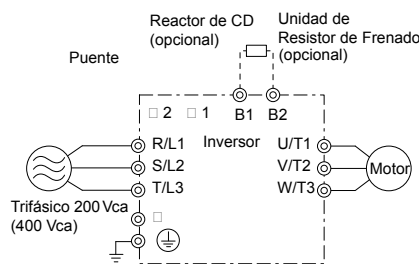 Reactor de CD
(opcional)
Unidad de
Resistor de Frenado
(opcional)
Puente
□ 2 □ 1 B1 B2
R/L1 Inversor U/T1
S/L2 V/T2 Motor
T/L3 W/T3
Trifásico 200 Vca
(400 Vca)
□